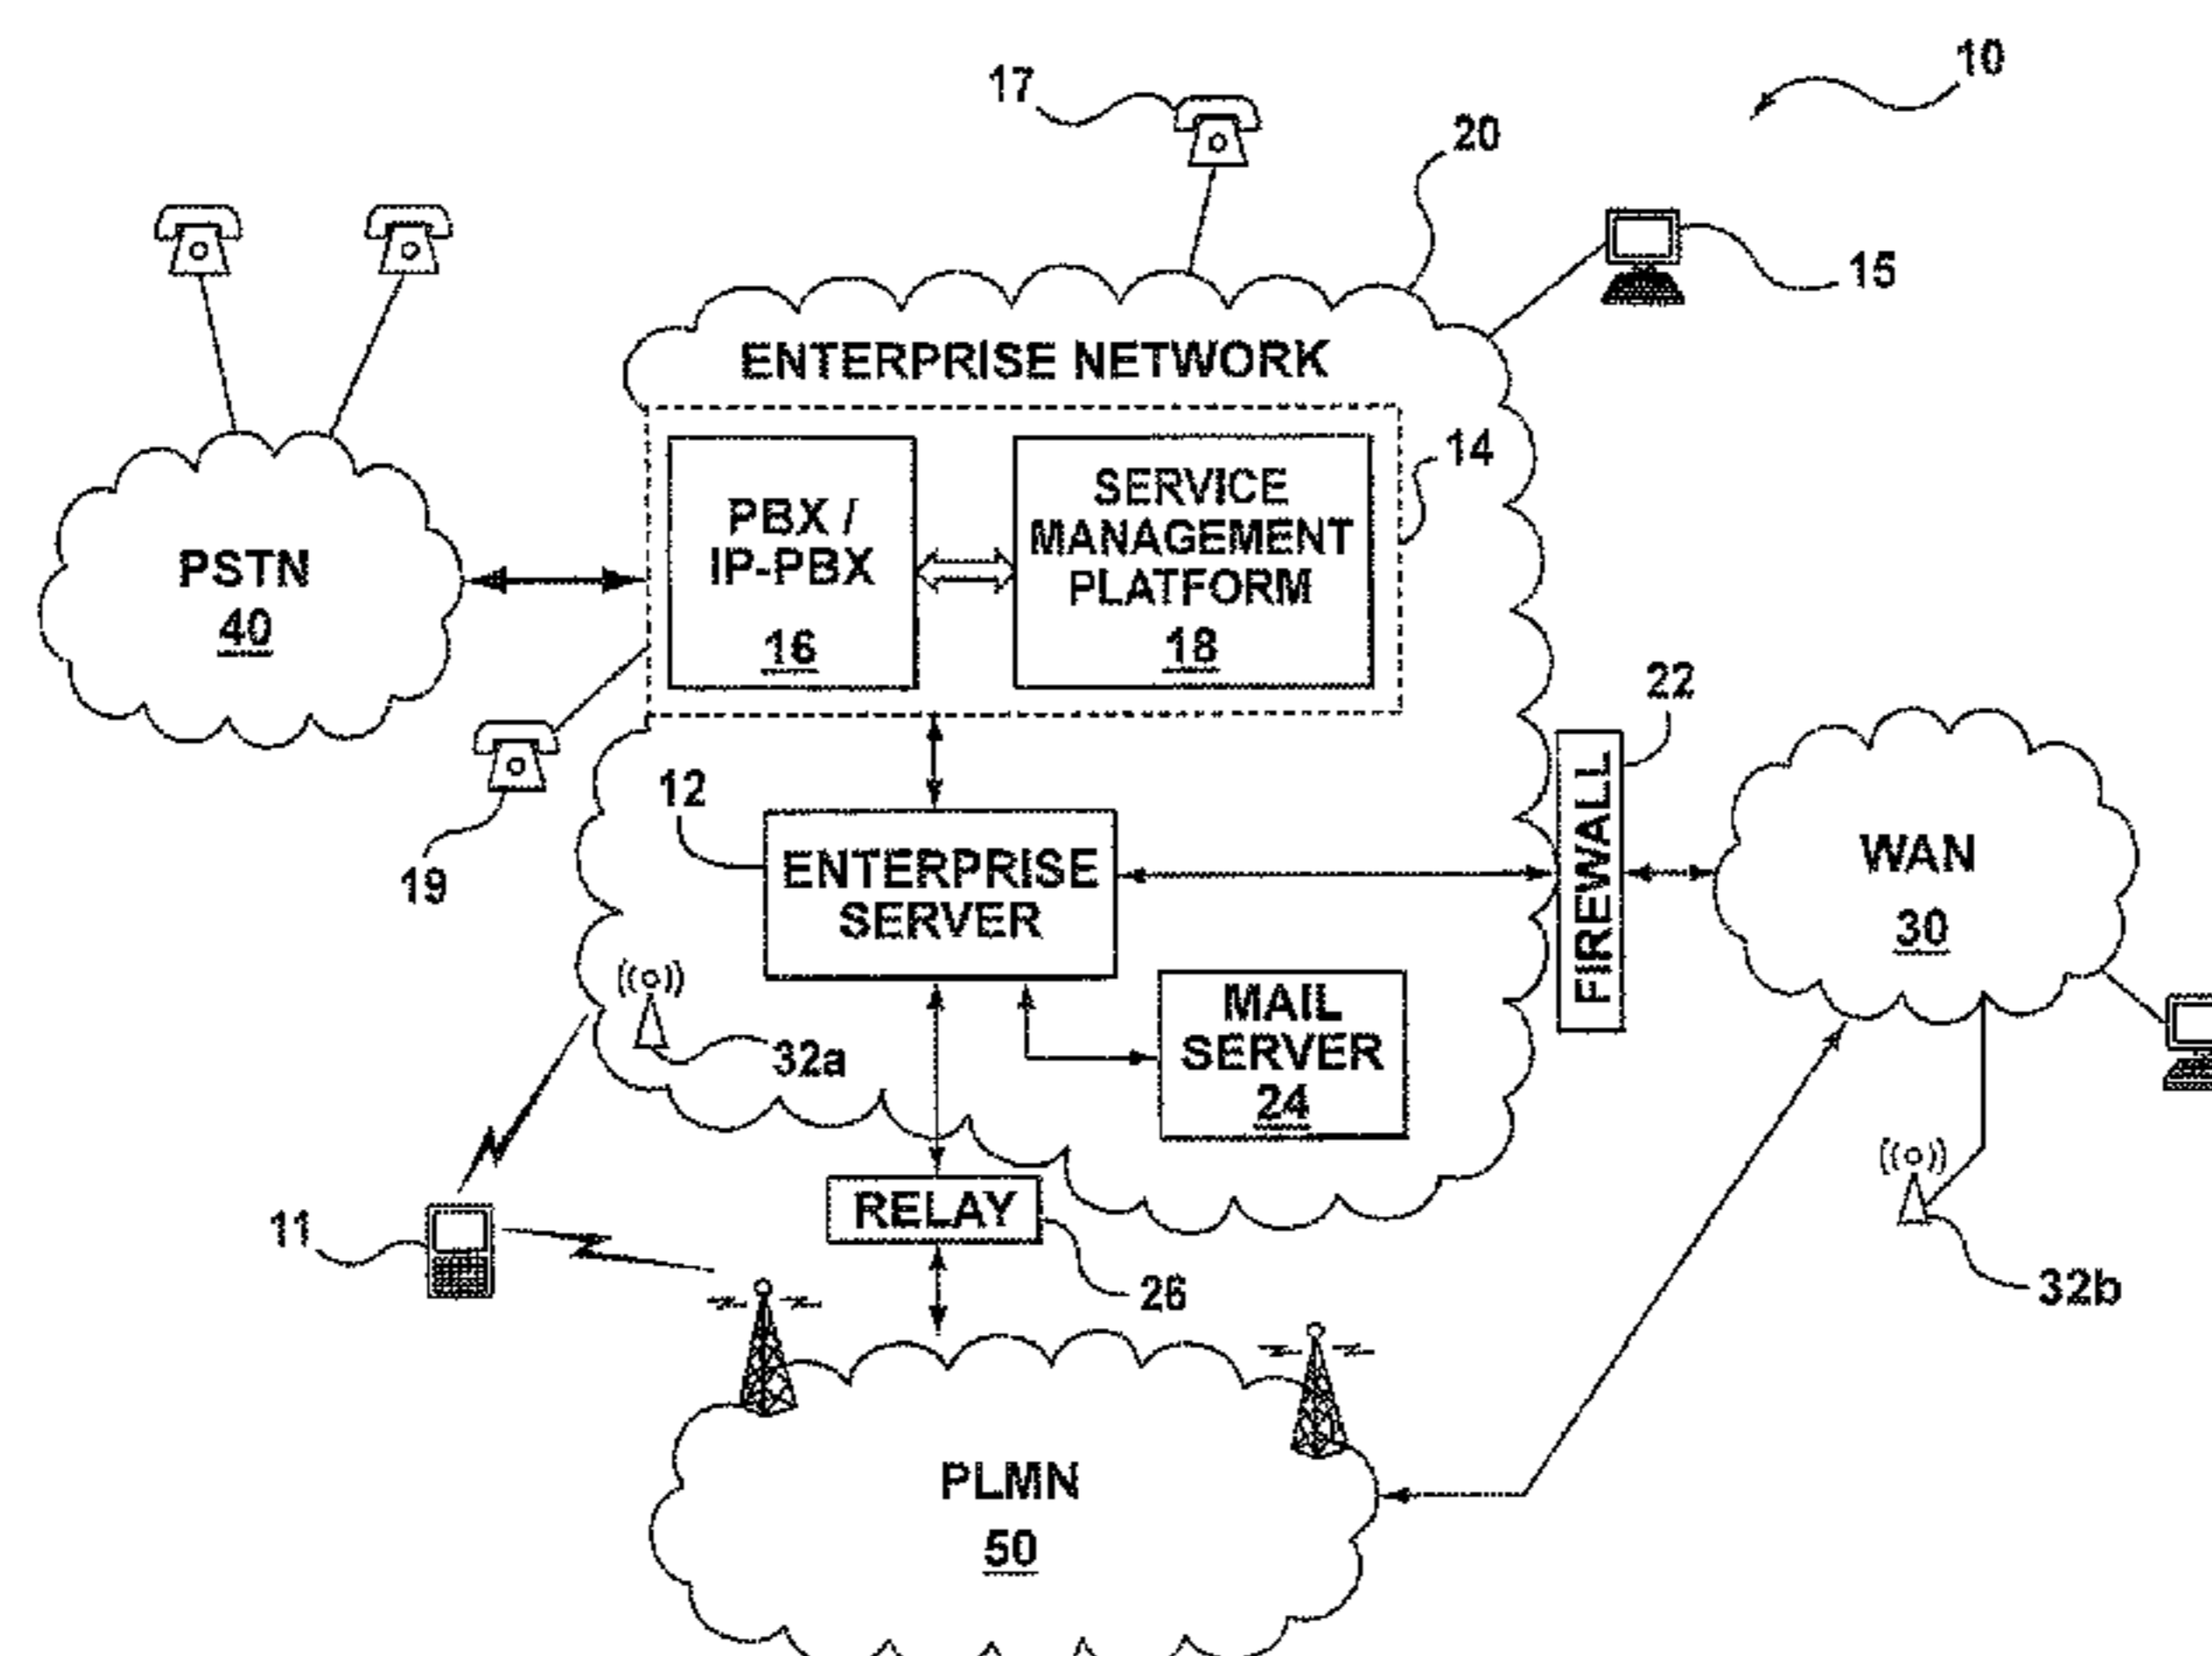 10
17
20
15
ENTERPRISE NETWORK
14
PBX /
IP-PBX
16
SERVICE
MANAGEMENT
PLATFORM
18
PSTN
40
19
12
ENTERPRISE
SERVER
22
FIREWALL
WAN
30
32a
MAIL
SERVER
24
11
RELAY
26
32b
PLMN
50